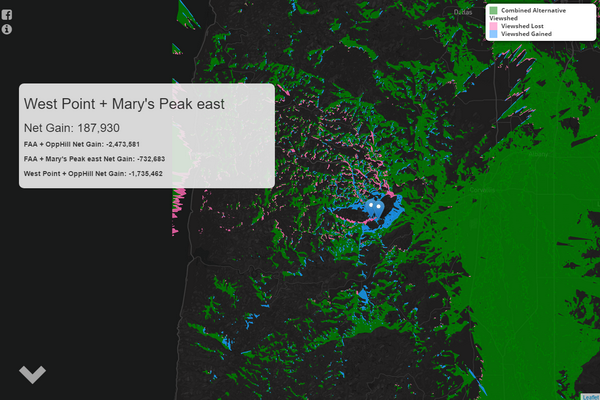 Dallas
Combined Alternative
Viewshed
Viewshed Lost
Viewshed Gained
West Point + Mary's Peak east
Net Gain: 187,930
FAA + OppHill Net Gain: -2,473,581
FAA + Mary's Peak east Net Gain: -732,683
West Point + OppHill Net Gain: -1,735,462
Leaflet